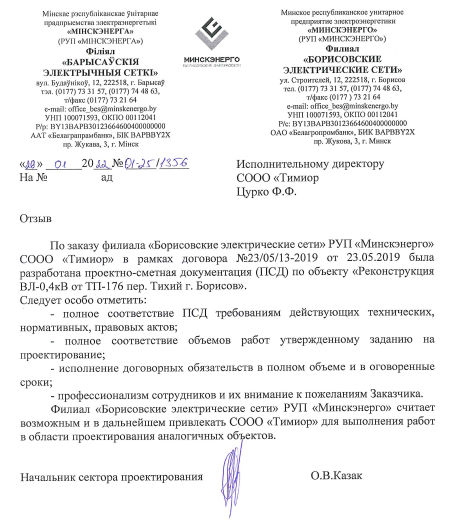 Мінскае рэспубліканскае унітарнае
прадпрыемства электраэнергетыкі
«МІНСКЭНЕРГА»
(РУП «МІНСКЭНЕРГА»)
Філіял
«БАРЫСАЎСКІЯ
ЭЛЕКТРЫЧНЫЯ СЕТКІ»
вул. Будаўнікоў, 12, 222518, г. Барысаў
тэл. (0177) 73 31 57, (0177) 74 48 63,
т/факс (0177) 73 21 64
e-mail: office_bes@minskenergo.by
УНП 100071593, ОКПО 00112041
Р/р: BY13BAPB30123664600400000000
ААТ «Белаграпрамбанк», БІК BAPBBY2X
пр. Жукава, 3, г. Мінск
МИНСКЭНЕРГО
Минское республиканское унитарное
предприятие электроэнергетики
«МИНСКЭНЕРГО»
(РУП «МИНСКЭНЕРГО»)
Филиал
«БОРИСОВСКИЕ
ЭЛЕКТРИЧЕСКИЕ СЕТИ»
ул. Строителей, 12, 222518, г. Борисов
тел. (0177) 73 31 57, (0177) 74 48 63,
т/факс (0177) 73 21 64
e-mail: office_bes@minskenergo.by
УНП 100071593, ОКПО 00112041
Р/с: BY13BAPB30123664600400000000
ОАО «Белагропромбанк», БИК BAPBBY2X
пр. Жукова, 3, г. Минск
01 2022 № 01-25/1356
На № ад
Исполнительному директору
СООО «Тимиор
Цурко Ф.Ф.
Отзыв
По заказу филиала «Борисовские электрические сети» РУП «Минскэнерго»
СООО «Тимиор» в рамках договора №23/05/13-2019 от 23.05.2019 была
разработана проектно-сметная документация (ПСД) по объекту «Реконструкция
ВЛ-0,4кВ от ТП-176 пер. Тихий г. Борисов».
Следует особо отметить:
- полное соответствие ПСД требованиям действующих технических,
нормативных, правовых актов;
- полное соответствие объемов работ утвержденному заданию на
проектирование;
- исполнение договорных обязательств в полном объеме и в оговоренные
сроки;
- профессионализм сотрудников и их внимание к пожеланиям Заказчика.
Филиал «Борисовские электрические сети» РУП «Минскэнерго» считает
возможным и в дальнейшем привлекать СООО «Тимиор» для выполнения работ
в области проектирования аналогичных объектов.
Начальник сектора проектирования О.В.Казак